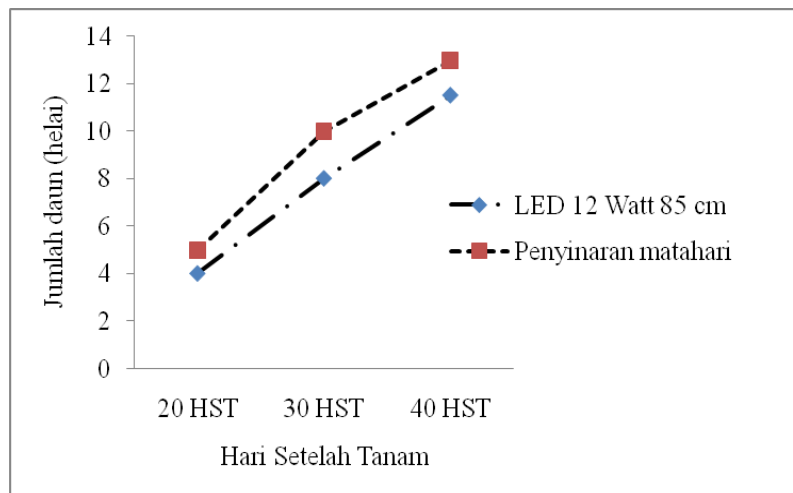 14
12
10
8
6
4
2
0
Jumlah daun (helai)
20 HST 30 HST 40 HST
Hari Setelah Tanam
LED 12 Watt 85 cm
Penyinaran matahari